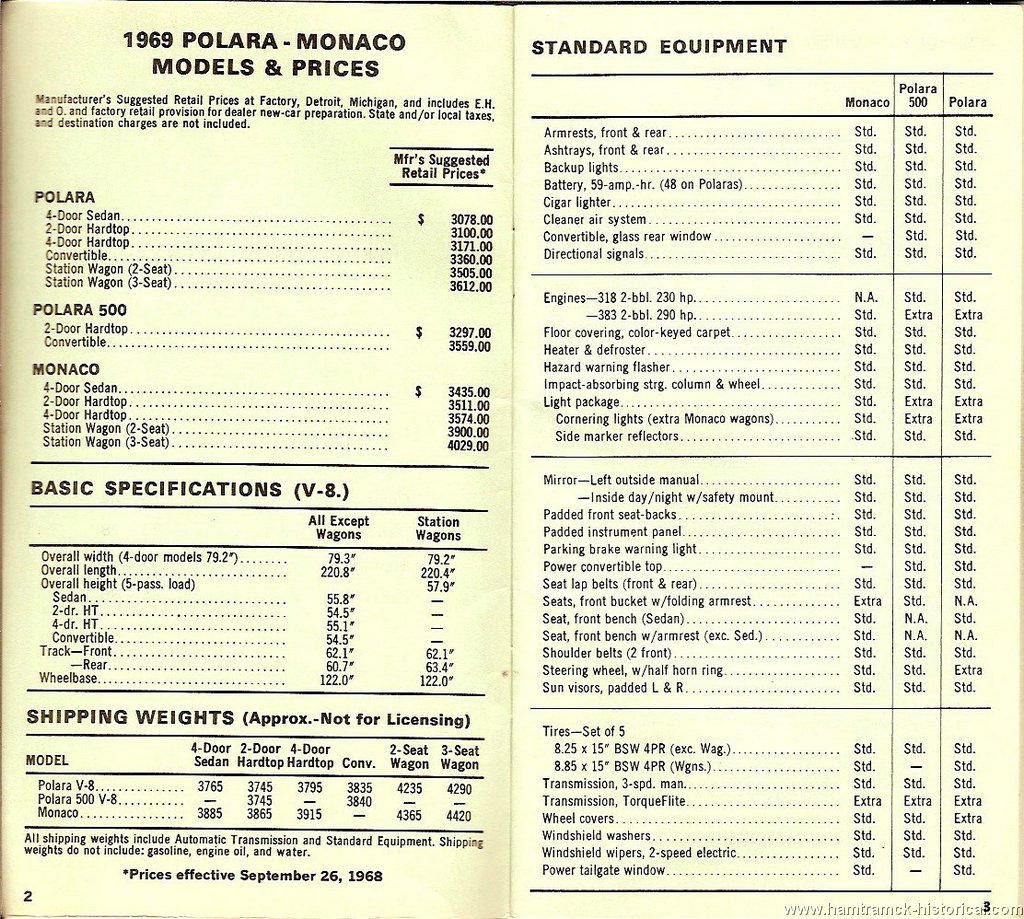 1969 POLARA - MONACO
MODELS & PRICES
Manufacturer's Suggested Retail Prices at Factory, Detroit, Michigan, and includes E.H.
and O. and factory retail provision for dealer new-car preparation. State and/or local taxes,
and destination charges are not included.
Mfr's Suggested
Retail Prices*
POLARA
4-Door Sedan $ 3078.00
2-Door Hardtop 3100.00
4-Door Hardtop 3171.00
Convertible 3360.00
Station Wagon (2-Seat) 3505.00
Station Wagon (3-Seat) 3612.00
POLARA 500
2-Door Hardtop $ 3297.00
Convertible 3559.00
MONACO
4-Door Sedan $ 3435.00
2-Door Hardtop 3511.00
4-Door Hardtop 3574.00
Station Wagon (2-Seat) 3900.00
Station Wagon (3-Seat) 4029.00
BASIC SPECIFICATIONS (V-8.)
All Except Station
Wagons Wagons
Overall width (4-door models 79.2″) 79.3″ 79.2″
Overall length 220.8″ 220.4″
Overall height (5-pass. load) 57.9″
Sedan 55.8″ —
2-dr. HT 54.5″ —
4-dr. HT 55.1″ —
Convertible 54.5″ —
Track—Front 62.1″ 62.1″
—Rear 60.7″ 63.4″
Wheelbase 122.0″ 122.0″
SHIPPING WEIGHTS (Approx.-Not for Licensing)
4-Door 2-Door 4-Door 2-Seat 3-Seat
MODEL Sedan Hardtop Hardtop Conv. Wagon Wagon
Polara V-8 3765 3745 3795 3835 4235 4290
Polara 500 V-8 — 3745 — 3840 — —
Monaco 3885 3865 3915 — 4365 4420
All shipping weights include Automatic Transmission and Standard Equipment. Shipping
weights do not include: gasoline, engine oil, and water.
*Prices effective September 26, 1968
2
STANDARD EQUIPMENT
Polara
Monaco 500 Polara
Armrests, front & rear Std. Std. Std.
Ashtrays, front & rear Std. Std. Std.
Backup lights Std. Std. Std.
Battery, 59-amp.-hr. (48 on Polaras) Std. Std. Std.
Cigar lighter Std. Std. Std.
Cleaner air system Std. Std. Std.
Convertible, glass rear window — Std. Std.
Directional signals Std. Std. Std.
Engines—318 2-bbl. 230 hp. N.A. Std. Std.
—383 2-bbl. 290 hp. Std. Extra Extra
Floor covering, color-keyed carpet Std. Std. Std.
Heater & defroster Std. Std. Std.
Hazard warning flasher Std. Std. Std.
Impact-absorbing strg. column & wheel Std. Std. Std.
Light package Std. Extra Extra
Cornering lights (extra Monaco wagons) Std. Extra Extra
Side marker reflectors Std. Std. Std.
Mirror—Left outside manual Std. Std. Std.
—Inside day/night w/safety mount Std. Std. Std.
Padded front seat-backs Std. Std. Std.
Padded instrument panel Std. Std. Std.
Parking brake warning light Std. Std. Std.
Power convertible top — Std. Std.
Seat lap belts (front & rear) Std. Std. Std.
Seats, front bucket w/folding armrest Extra Std. N.A.
Seat, front bench (Sedan) Std. N.A. Std.
Seat, front bench w/armrest (exc. Sed.) Std. N.A. N.A.
Shoulder belts (2 front) Std. Std. Std.
Steering wheel, w/half horn ring Std. Std. Extra
Sun visors, padded L & R Std. Std. Std.
Tires—Set of 5
8.25 x 15″ BSW 4PR (exc. Wag.) Std. Std. Std.
8.85 x 15″ BSW 4PR (Wgns.) Std. — Std.
Transmission, 3-spd. man. Std. Std. Std.
Transmission, TorqueFlite Extra Extra Extra
Wheel covers Std. Std. Extra
Windshield washers Std. Std. Std.
Windshield wipers, 2-speed electric Std. Std. Std.
Power tailgate window Std. — Std.
3
www.hamtramck-historical.com